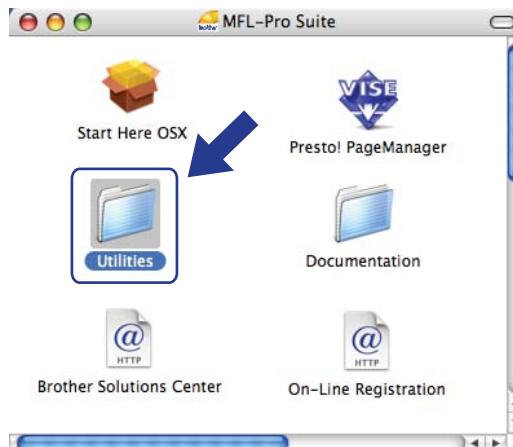 MFL-Pro Suite
Start Here OSX
VISE
Presto! PageManager
Utilities
Documentation
@
HTTP
@
HTTP
Brother Solutions Center
On-Line Registration